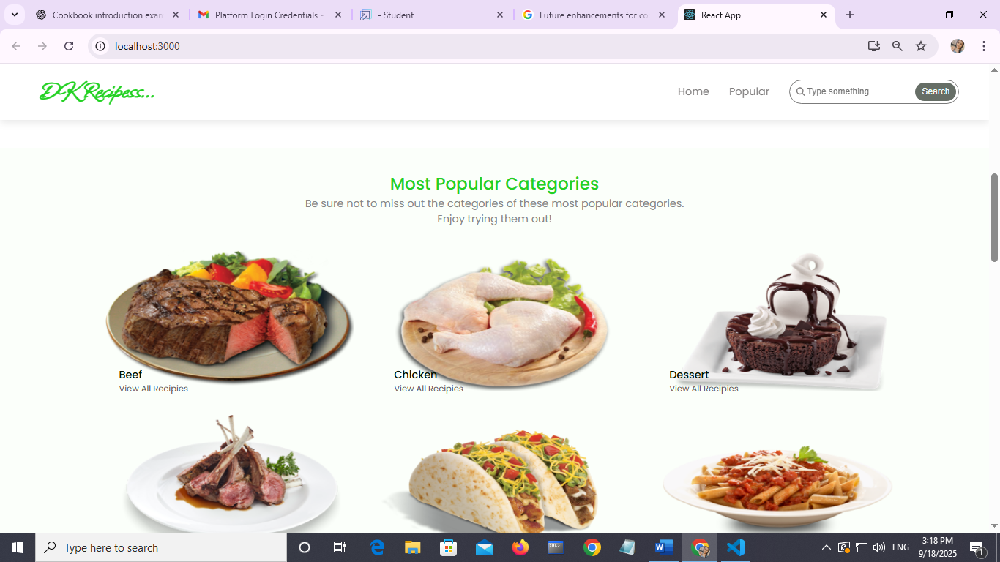 Cookbook introduction exan
Platform Login Credentials -
- Student
Future enhancements for co
React App
localhost:3000
DK Recipess...
Home
Popular
Type something..
Search
Most Popular Categories
Be sure not to miss out the categories of these most popular categories.
Enjoy trying them out!
Beef
View All Recipies
Chicken
View All Recipies
Dessert
View All Recipies
Type here to search
ENG
3:18 PM
9/18/2025
1